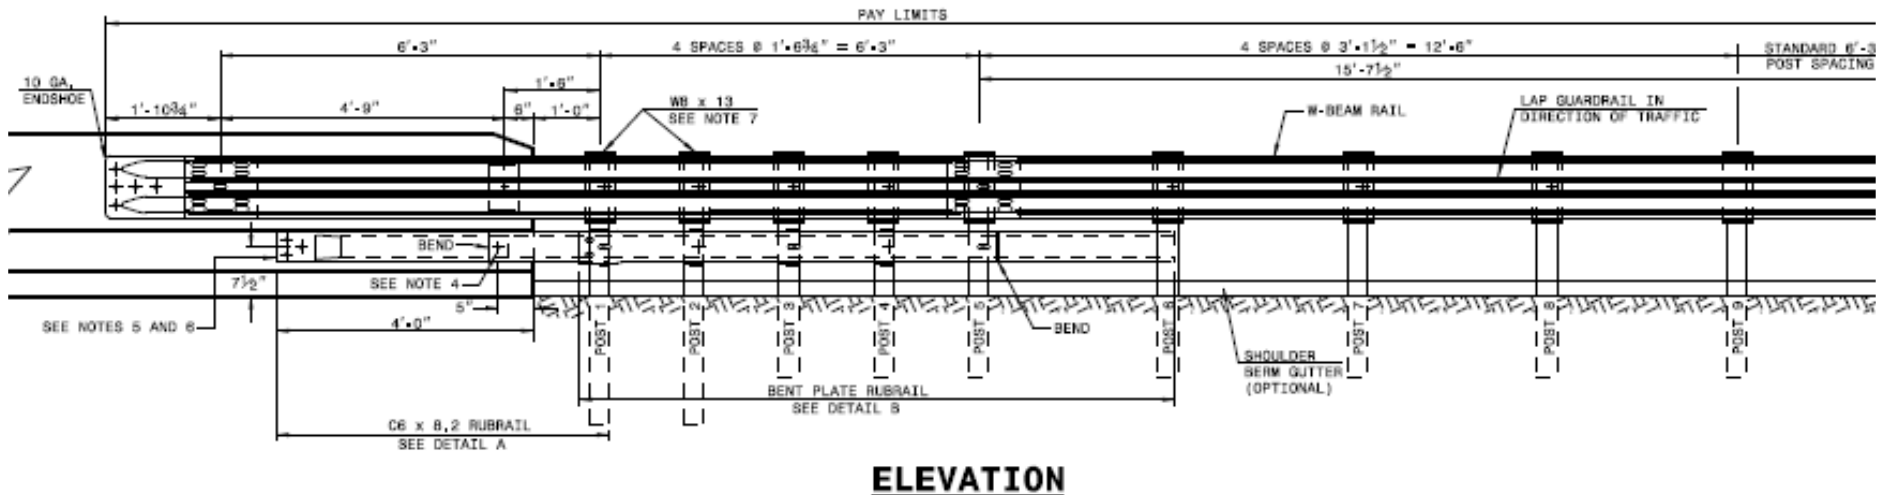 PAY LIMITS
6'-3"
4 SPACES @ 1'-6¾" = 6'-3"
4 SPACES @ 3'-1½" = 12'-6"
STANDARD 6'-3
POST SPACING
15'-7½"
10 GA.
ENDSHOE
1'-10¾"
4'-9"
1'-6"
6"
1'-0"
W8 x 13
SEE NOTE 7
W-BEAM RAIL
LAP GUARDRAIL IN
DIRECTION OF TRAFFIC
BEND
SEE NOTE 4
7½"
5"
SEE NOTES 5 AND 6
4'-0"
POST 1
POST 2
POST 3
POST 4
POST 5
POST 6
POST 7
POST 8
POST 9
BEND
SHOULDER
BERM GUTTER
(OPTIONAL)
BENT PLATE RUBRAIL
SEE DETAIL B
C6 x 8.2 RUBRAIL
SEE DETAIL A
ELEVATION